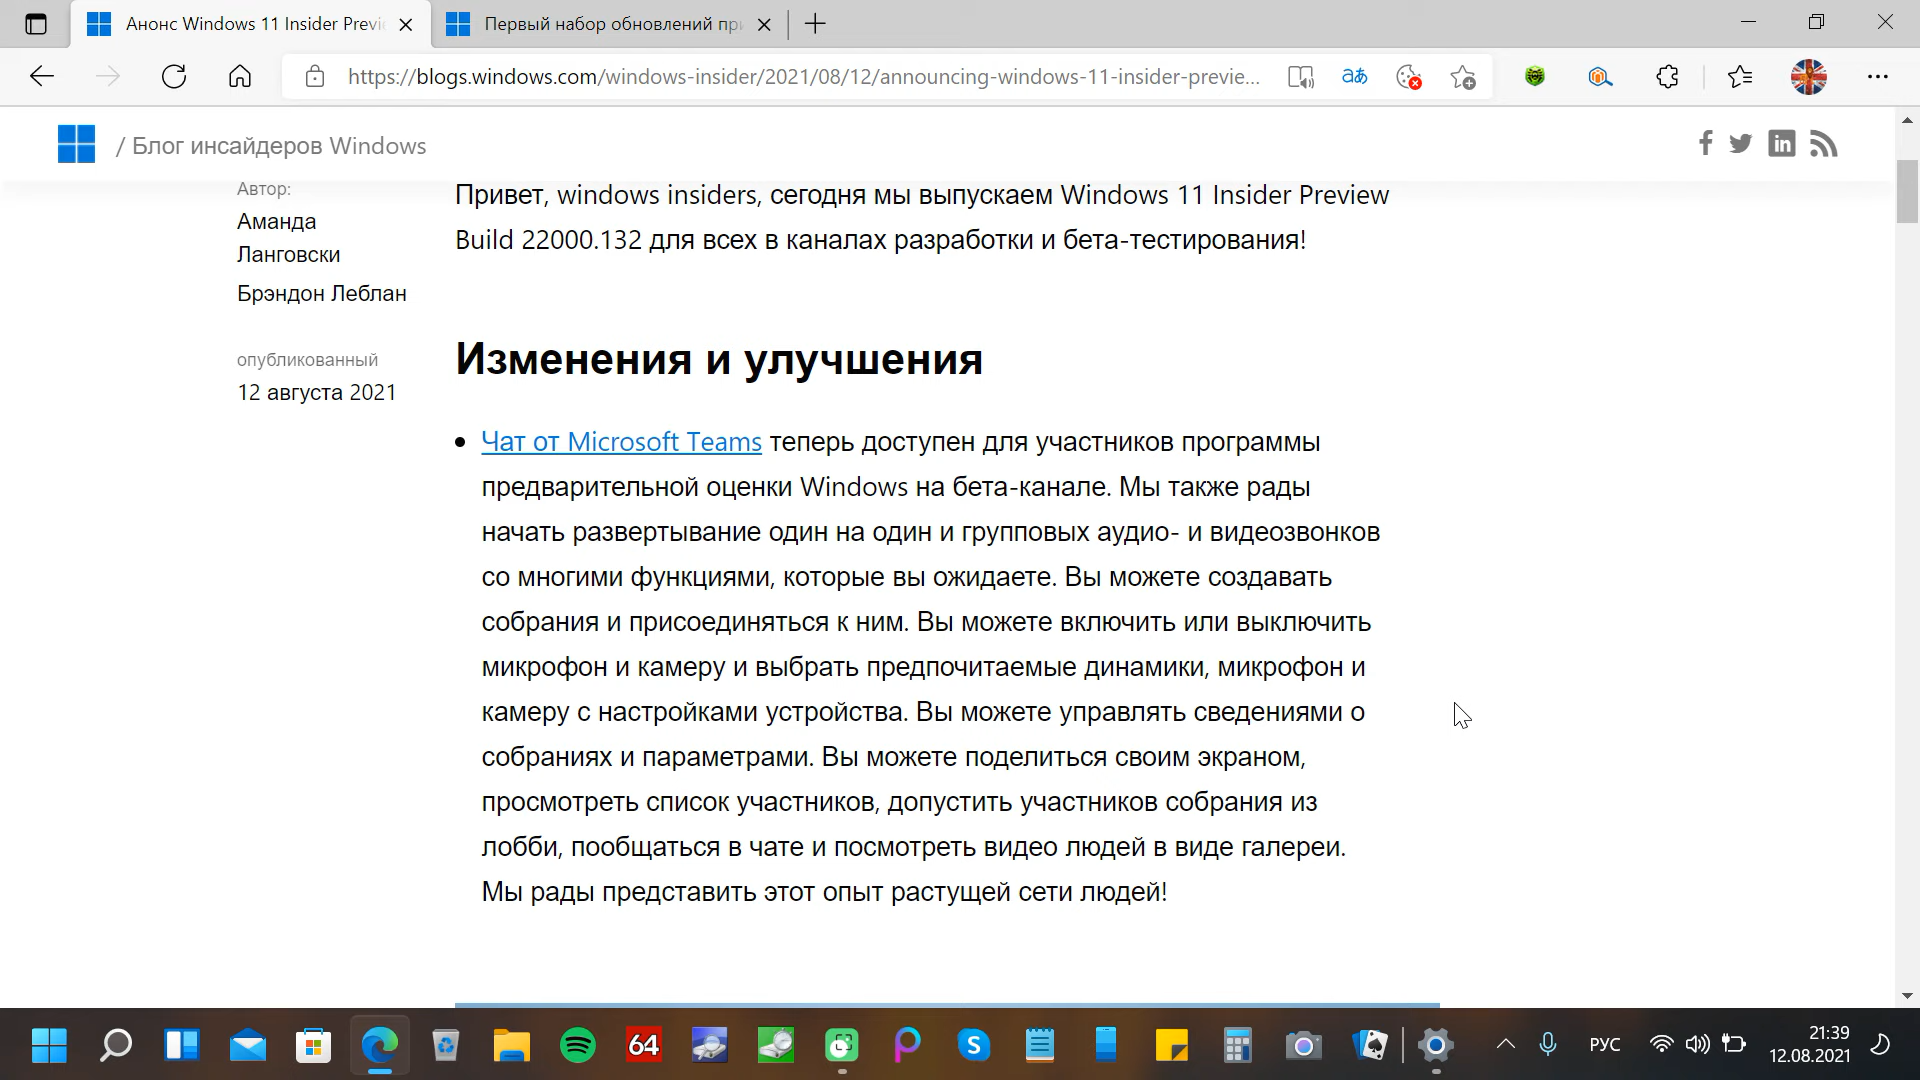 Анонс Windows 11 Insider Previe
Первый набор обновлений при
https://blogs.windows.com/windows-insider/2021/08/12/announcing-windows-11-insider-previe...
aあ
/ Блог инсайдеров Windows
f
in
Автор:
Аманда
Ланговски
Брэндон Леблан
опубликованный
12 августа 2021
Привет, windows insiders, сегодня мы выпускаем Windows 11 Insider Preview
Build 22000.132 для всех в каналах разработки и бета-тестирования!
Изменения и улучшения
• Чат от Microsoft Teams теперь доступен для участников программы
предварительной оценки Windows на бета-канале. Мы также рады
начать развертывание один на один и групповых аудио- и видеозвонков
со многими функциями, которые вы ожидаете. Вы можете создавать
собрания и присоединяться к ним. Вы можете включить или выключить
микрофон и камеру и выбрать предпочитаемые динамики, микрофон и
камеру с настройками устройства. Вы можете управлять сведениями о
собраниях и параметрами. Вы можете поделиться своим экраном,
просмотреть список участников, допустить участников собрания из
лобби, пообщаться в чате и посмотреть видео людей в виде галереи.
Мы рады представить этот опыт растущей сети людей!
64
S
РУС
21:39
12.08.2021